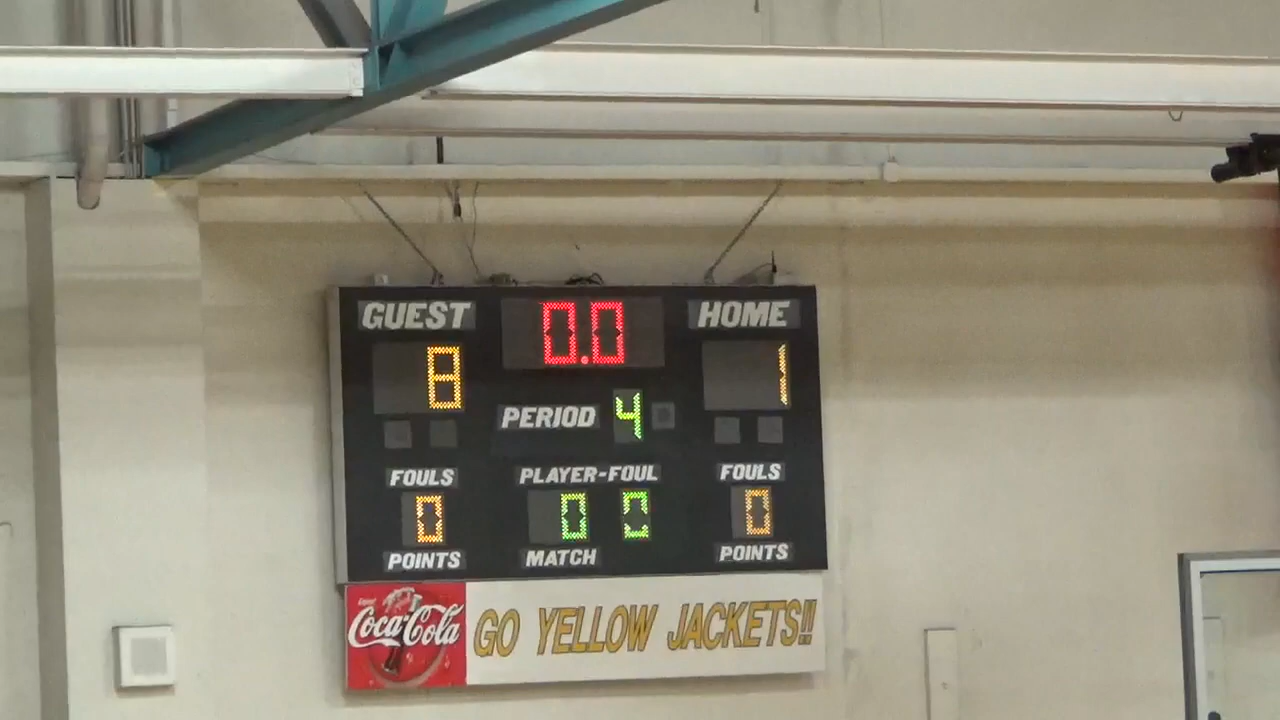 GUEST 0.0 HOME
8 1
PERIOD 4
FOULS PLAYER-FOUL FOULS
0 0 0 0
POINTS MATCH POINTS
Enjoy
Coca-Cola
GO YELLOW JACKETS!!